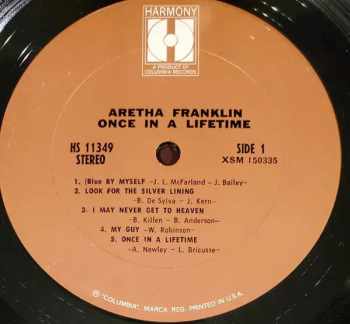 HARMONY
A PRODUCT OF
COLUMBIA RECORDS
ARETHA FRANKLIN
ONCE IN A LIFETIME
HS 11349
STEREO
SIDE 1
XSM 150335
1. (Blue) BY MYSELF -J. L. McFarland - J. Bailey-
2. LOOK FOR THE SILVER LINING
-B. De Sylva - J. Kern-
3. I MAY NEVER GET TO HEAVEN
-B. Killen - B. Anderson-
4. MY GUY -W. Robinson-
5. ONCE IN A LIFETIME
-A. Newley - L. Bricusse-
"COLUMBIA", MARCA REG. PRINTED IN U.S.A.